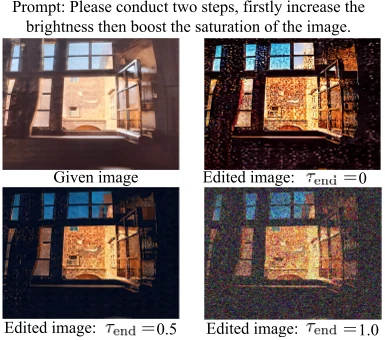 Prompt: Please conduct two steps, firstly increase the
brightness then boost the saturation of the image.
Given image
Edited image: τend =0
Edited image: τend =0.5
Edited image: τend =1.0